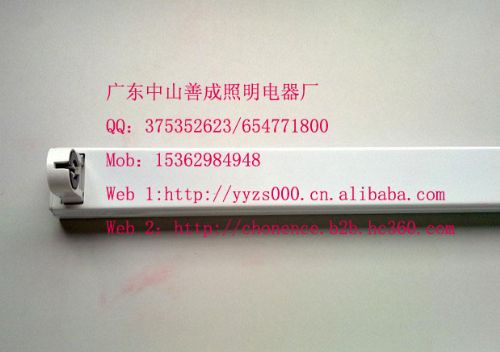 广东中山善成照明电器厂
QQ：375352623/654771800
Mob：15362984948
Web 1:http://yyzs000.cn.alibaba.com
Web 2：http://chonence.b2b.hc360.com